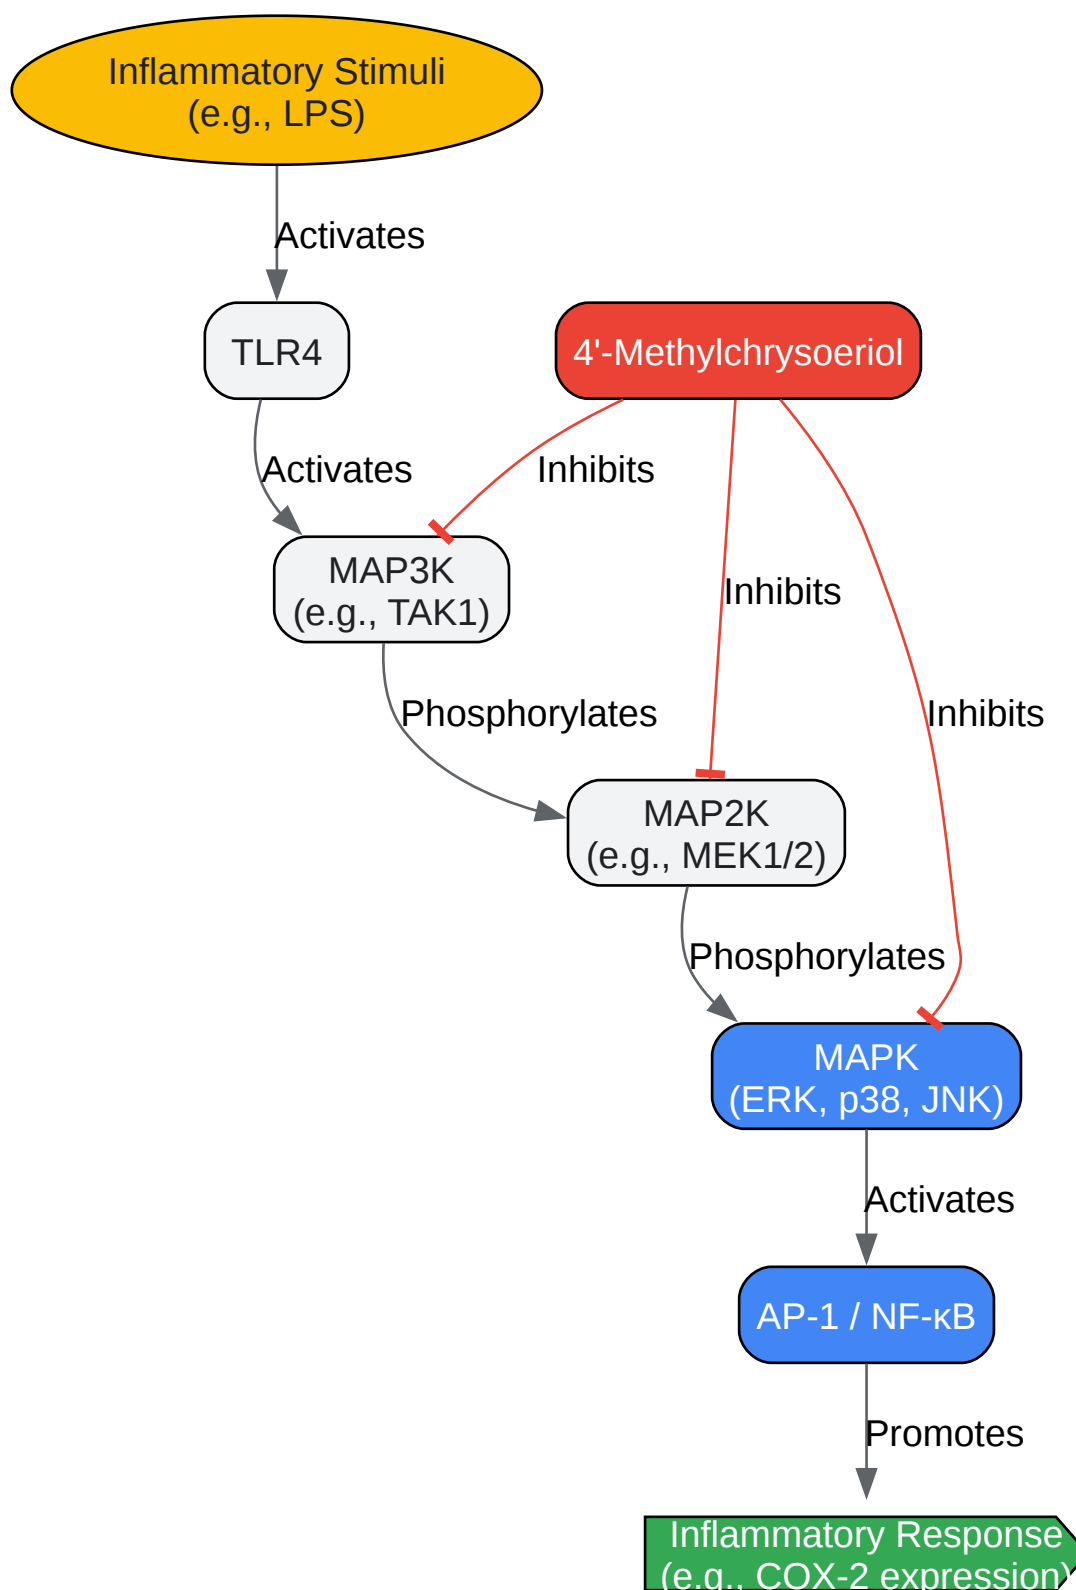 Inflammatory Stimuli
(e.g., LPS)
Activates
TLR4
4'-Methylchrysoeriol
Activates
Inhibits
MAP3K
(e.g., TAK1)
Inhibits
Phosphorylates
Inhibits
MAP2K
(e.g., MEK1/2)
Phosphorylates
MAPK
(ERK, p38, JNK)
Activates
AP-1 / NF-κB
Promotes
Inflammatory Response
(e.g., COX-2 expression)